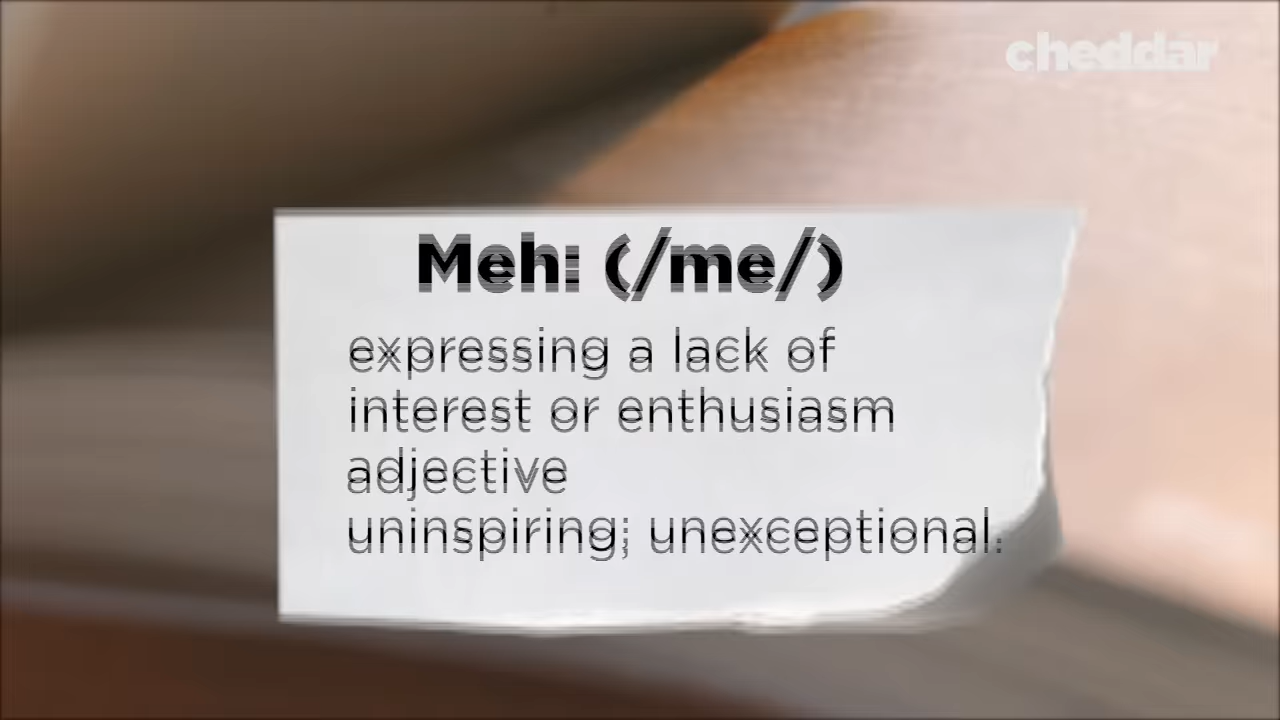 cheddar
Meh: (/me/)
expressing a lack of
interest or enthusiasm
adjective
uninspiring; unexceptional.